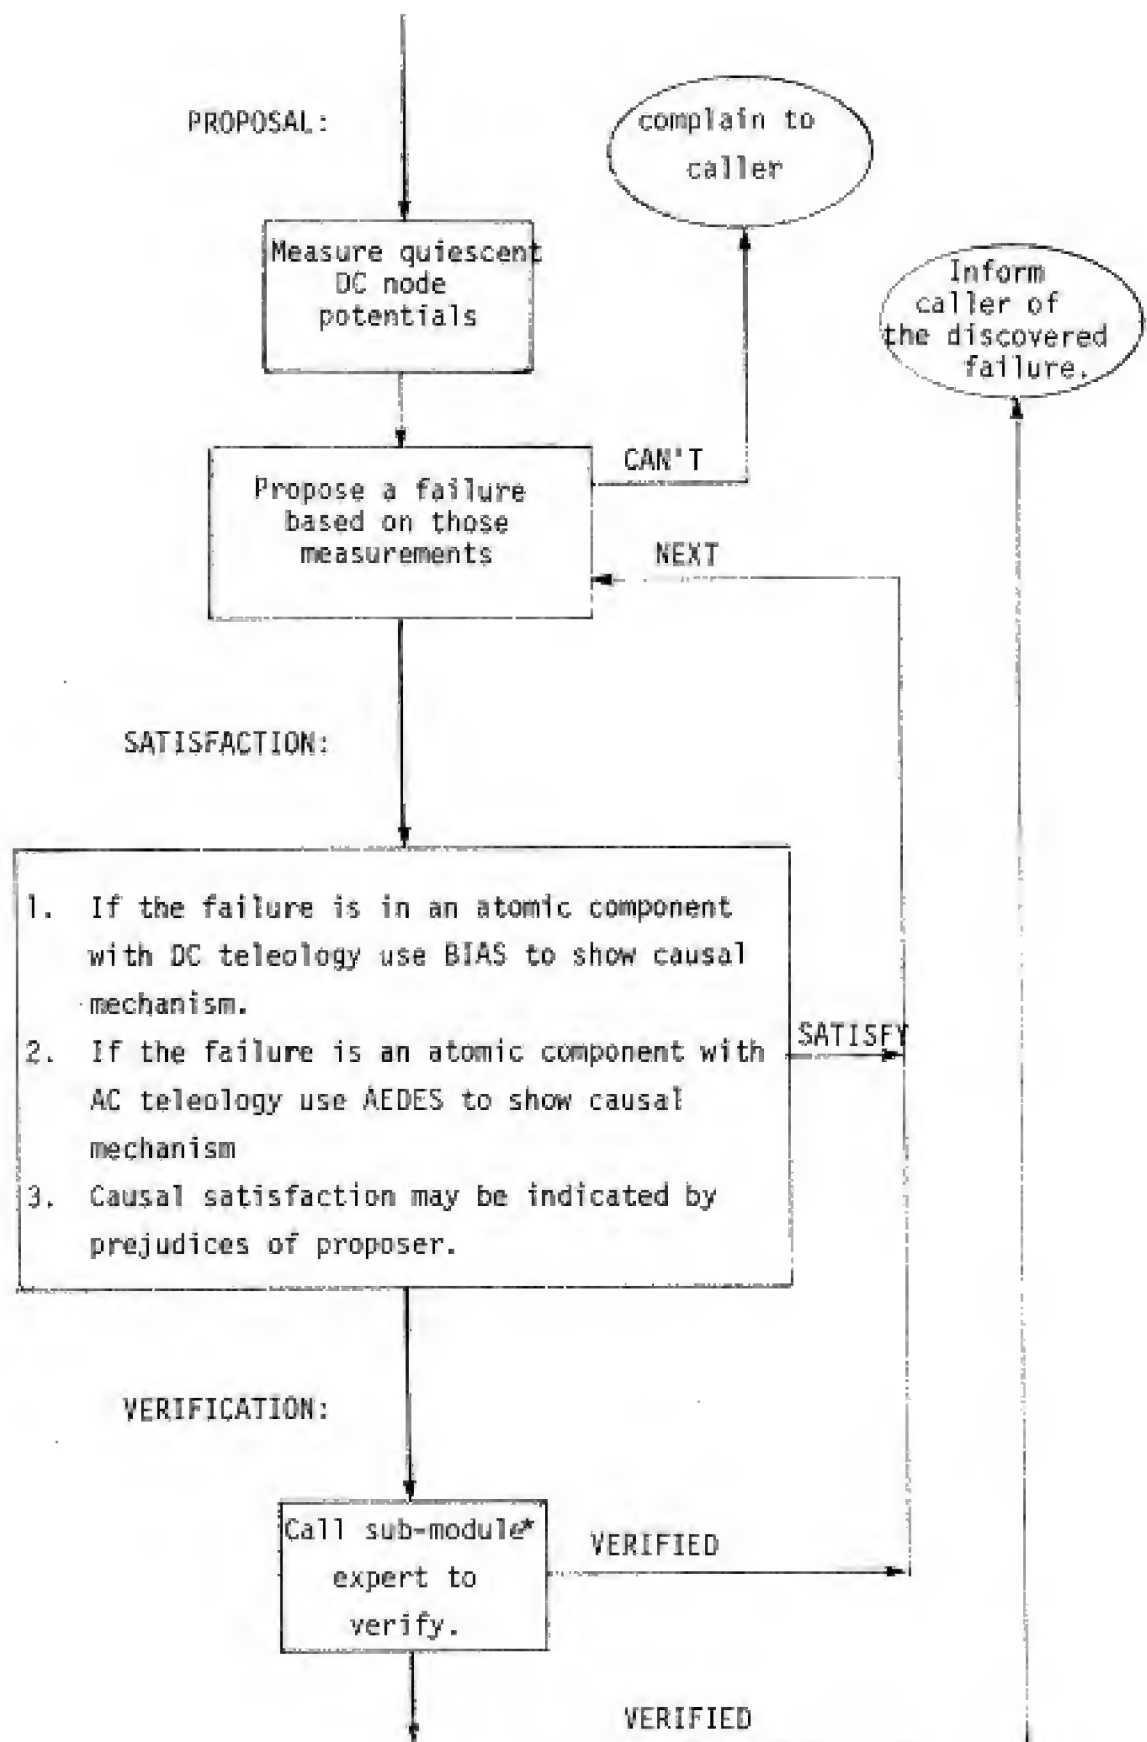 PROPOSAL:
complain to
caller
Measure quiescent
DC node
potentials
Inform
caller of
the discovered
failure.
CAN'T
Propose a failure
based on those
measurements
NEXT
SATISFACTION:
1. If the failure is in an atomic component
with DC teleology use BIAS to show causal
mechanism.
SATISFY
2. If the failure is an atomic component with
AC teleology use AEDES to show causal
mechanism
3. Causal satisfaction may be indicated by
prejudices of proposer.
VERIFICATION:
Call sub-module*
expert to
verify.
VERIFIED
VERIFIED